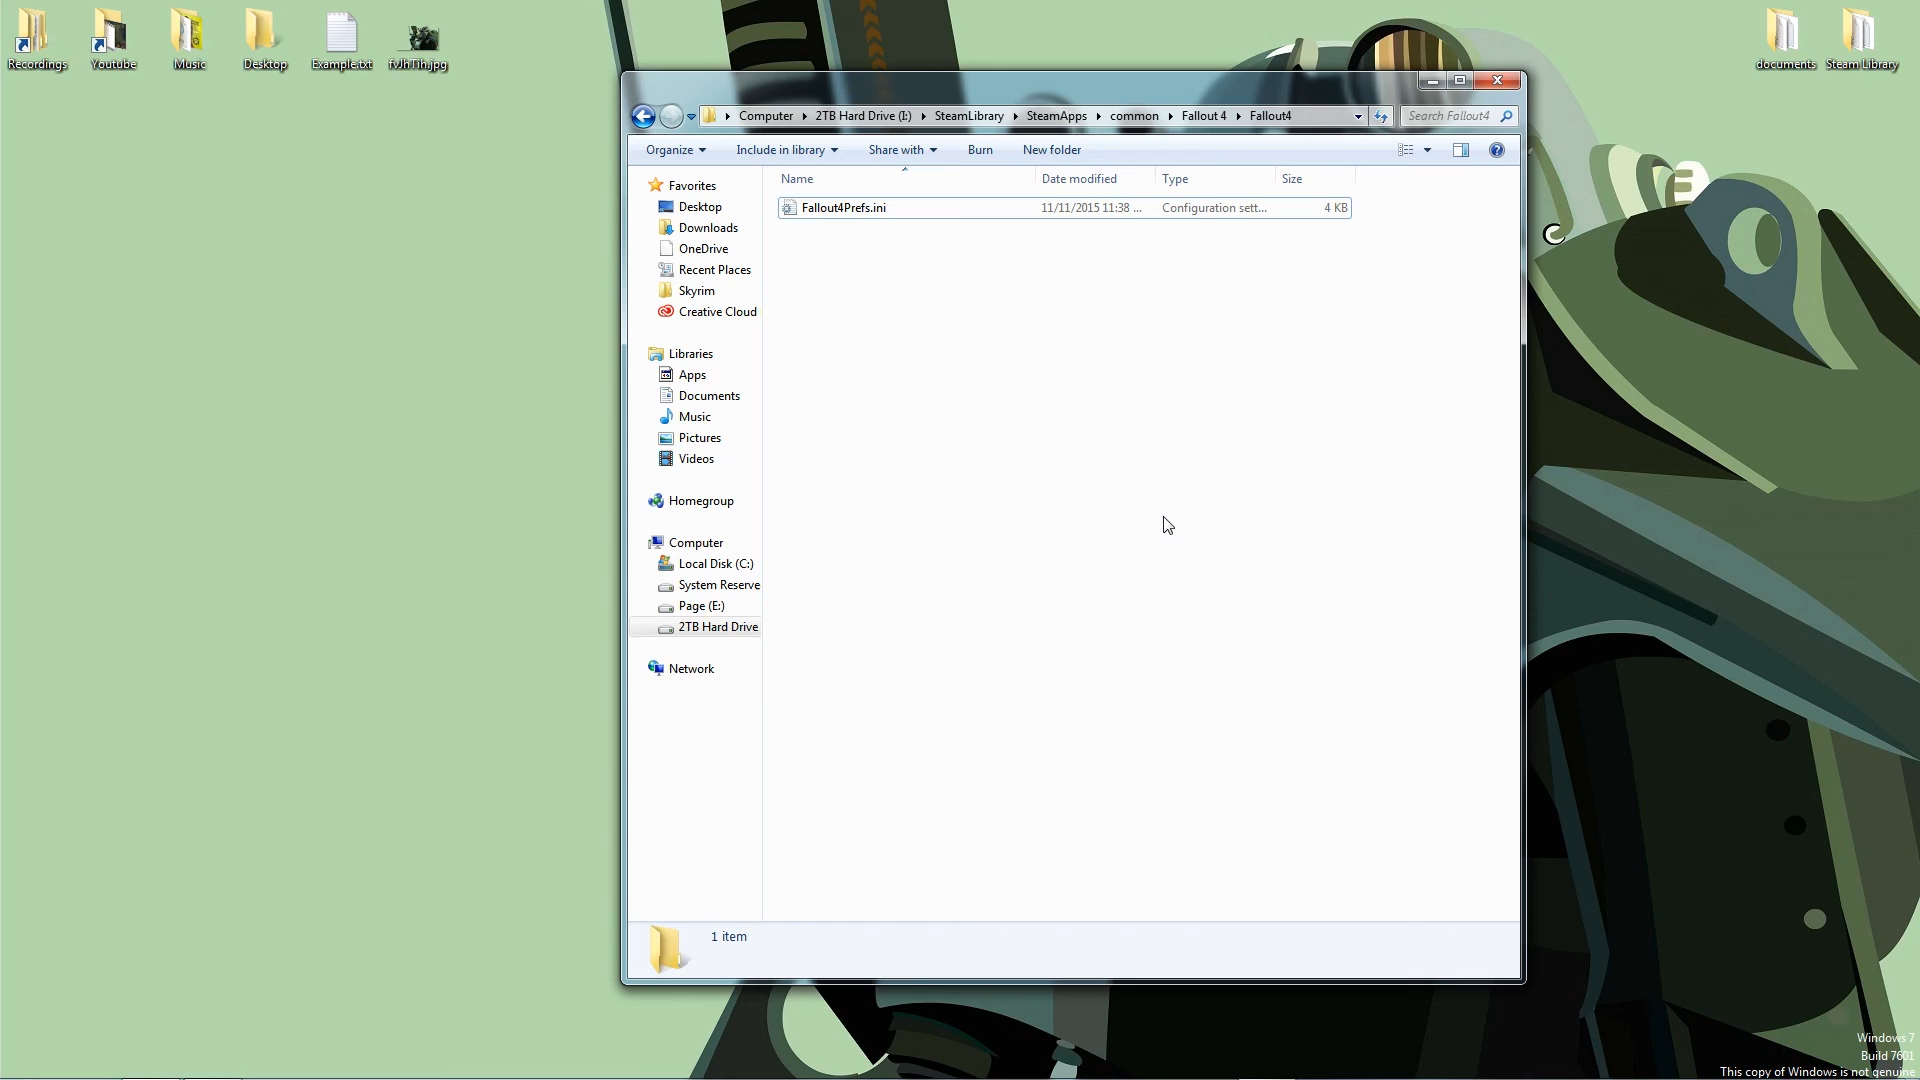 Recordings
Youtube
Music
Desktop
Example.txt
fvJhTih.jpg
documents
Steam Library
Computer
2TB Hard Drive (I:)
SteamLibrary
SteamApps
common
Fallout 4
Fallout4
Search Fallout4
Organize
Include in library
Share with
Burn
New folder
Favorites
Desktop
Downloads
OneDrive
Recent Places
Skyrim
Creative Cloud
Libraries
Apps
Documents
Music
Pictures
Videos
Homegroup
Computer
Local Disk (C:)
System Reserve
Page (E:)
2TB Hard Drive
Network
Name
Date modified
Type
Size
Fallout4Prefs.ini
11/11/2015 11:38 ...
Configuration sett...
4 KB
1 item
Windows 7
Build 7601
This copy of Windows is not genuine